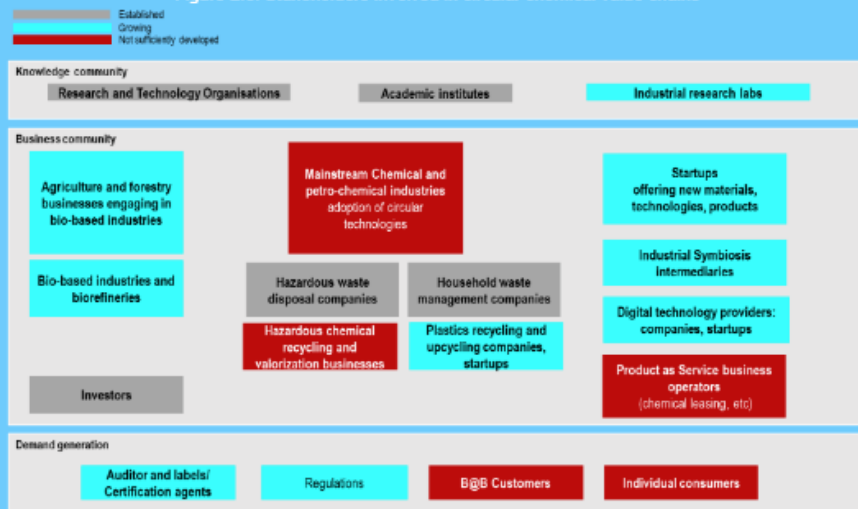 Established
Growing
Not sufficiently developed
Knowledge community
Research and Technology Organisations
Academic institutes
Industrial research labs
Business community
Agriculture and forestry
businesses engaging in
bio-based industries
Mainstream Chemical and
petro-chemical industries
adoption of circular
technologies
Startups
offering new materials,
technologies, products
Bio-based industries and
biorefineries
Hazardous waste
disposal companies
Household waste
management companies
Industrial Symbiosis
Intermediaries
Hazardous chemical
recycling and
valorization businesses
Plastics recycling and
upcycling companies,
startups
Digital technology providers:
companies, startups
Investors
Product as Service business
operators
(chemical leasing, etc)
Demand generation
Auditor and labels/
Certification agents
Regulations
B@B Customers
Individual consumers